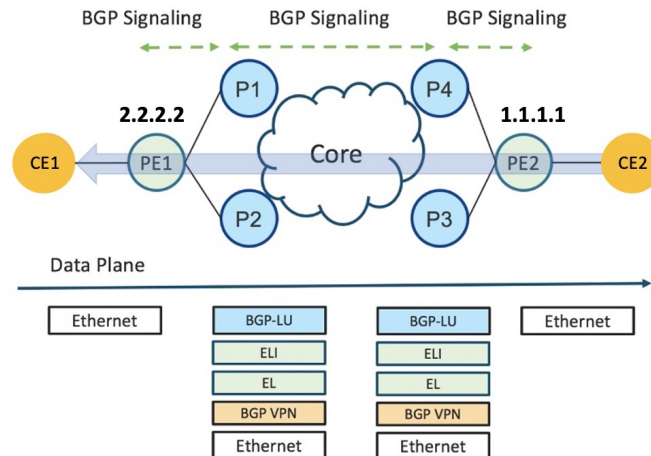 BGP Signaling BGP Signaling BGP Signaling
P1 P4
2.2.2.2 1.1.1.1
CE1 PE1 Core PE2 CE2
P2 P3
Data Plane
Ethernet BGP-LU BGP-LU Ethernet
ELI ELI
EL EL
BGP VPN BGP VPN
Ethernet Ethernet